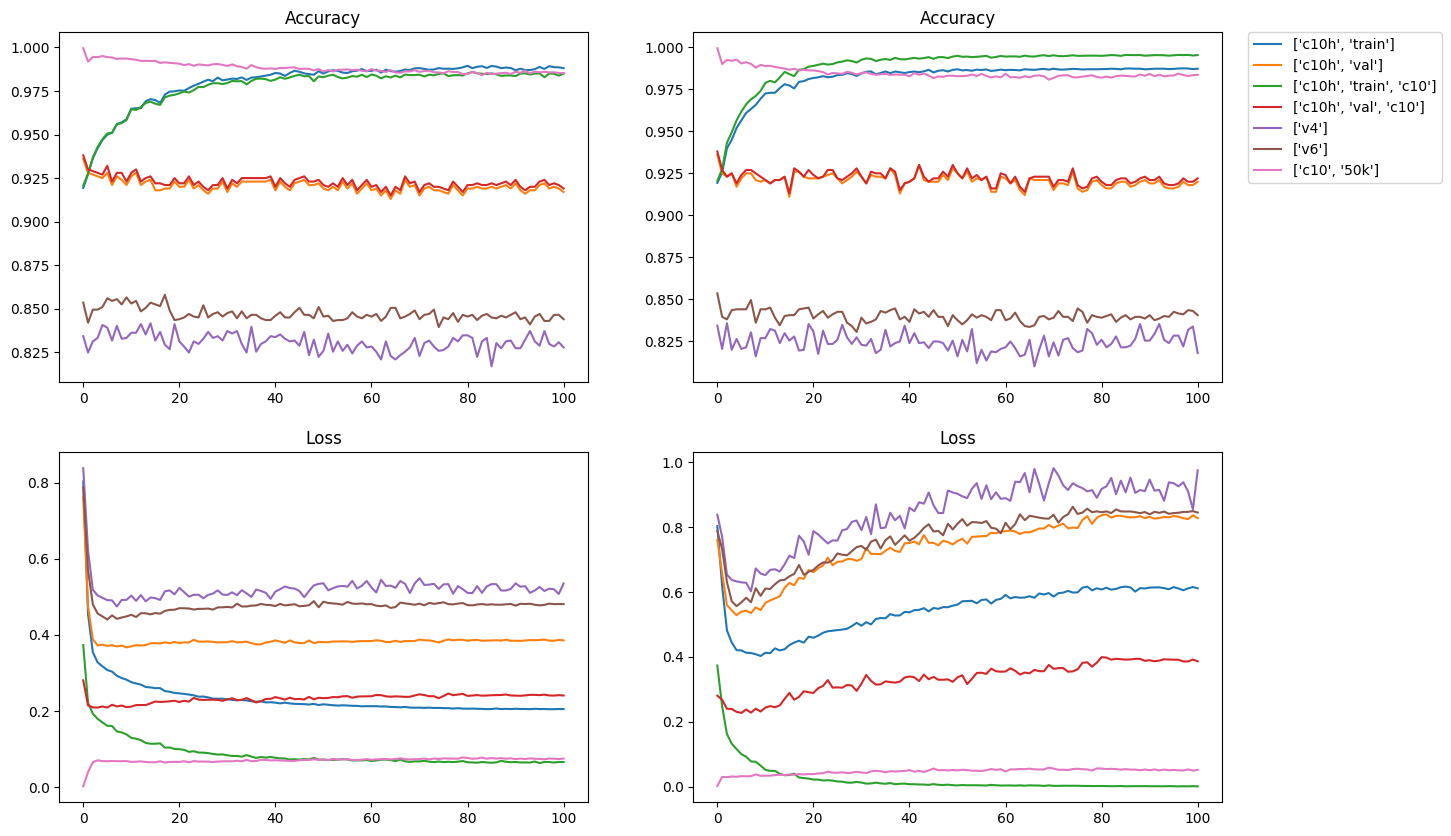 Accuracy
1.000
0.975
0.950
0.925
0.900
0.875
0.850
0.825
0 20 40 60 80 100
Accuracy
1.000
0.975
0.950
0.925
0.900
0.875
0.850
0.825
0 20 40 60 80 100
['c10h', 'train']
['c10h', 'val']
['c10h', 'train', 'c10']
['c10h', 'val', 'c10']
['v4']
['v6']
['c10', '50k']
Loss
0.8
0.6
0.4
0.2
0.0
0 20 40 60 80 100
Loss
1.0
0.8
0.6
0.4
0.2
0.0
0 20 40 60 80 100